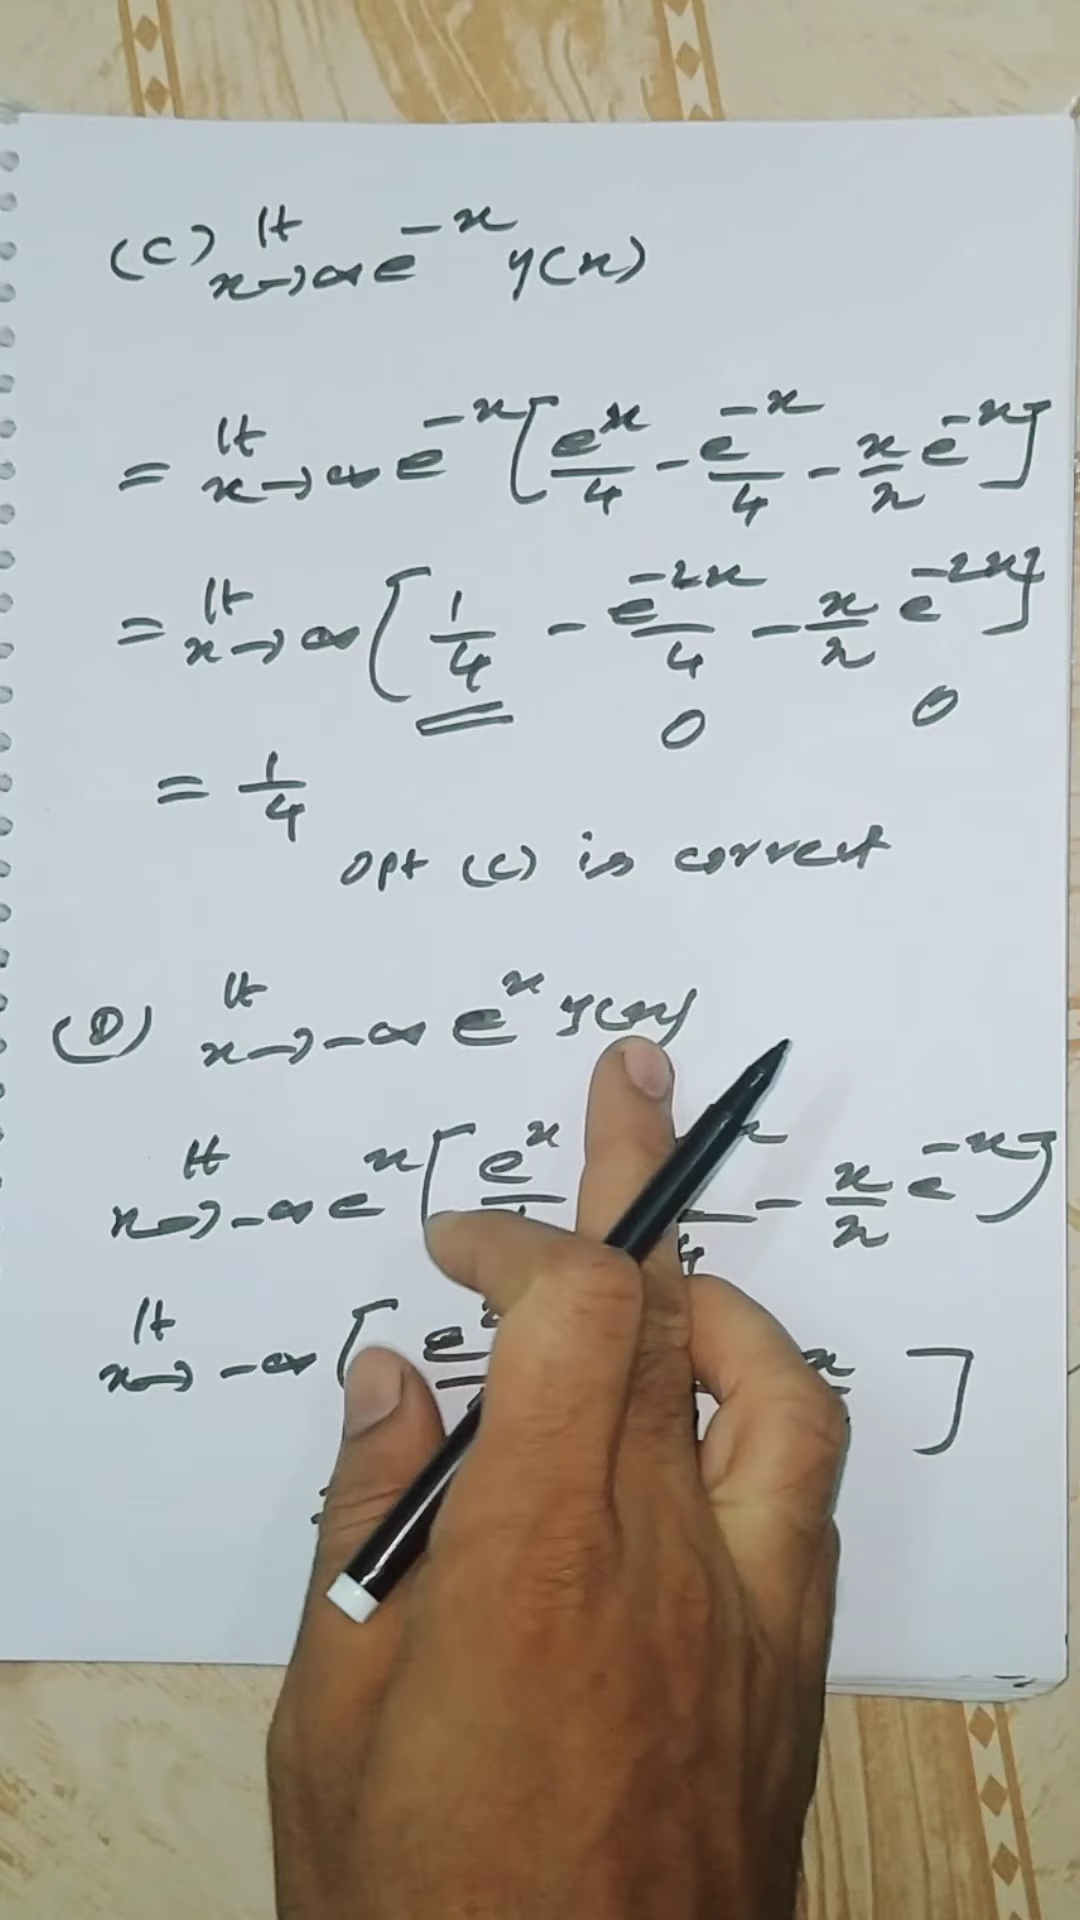 (C) lt x→∞ e^-x y(x)
= lt x→∞ e^-x [e^x/4 - e^-x/4 - x/2 e^-x]
= lt x→∞ [1/4 - e^-2x/4 - x/2 e^-2x]
0 0
= 1/4
opt (C) is correct
(D) lt x→-∞ e^x y(x)
lt x→-∞ e^x [e^x - x/2 e^-x]
lt x→-∞ [e x ]